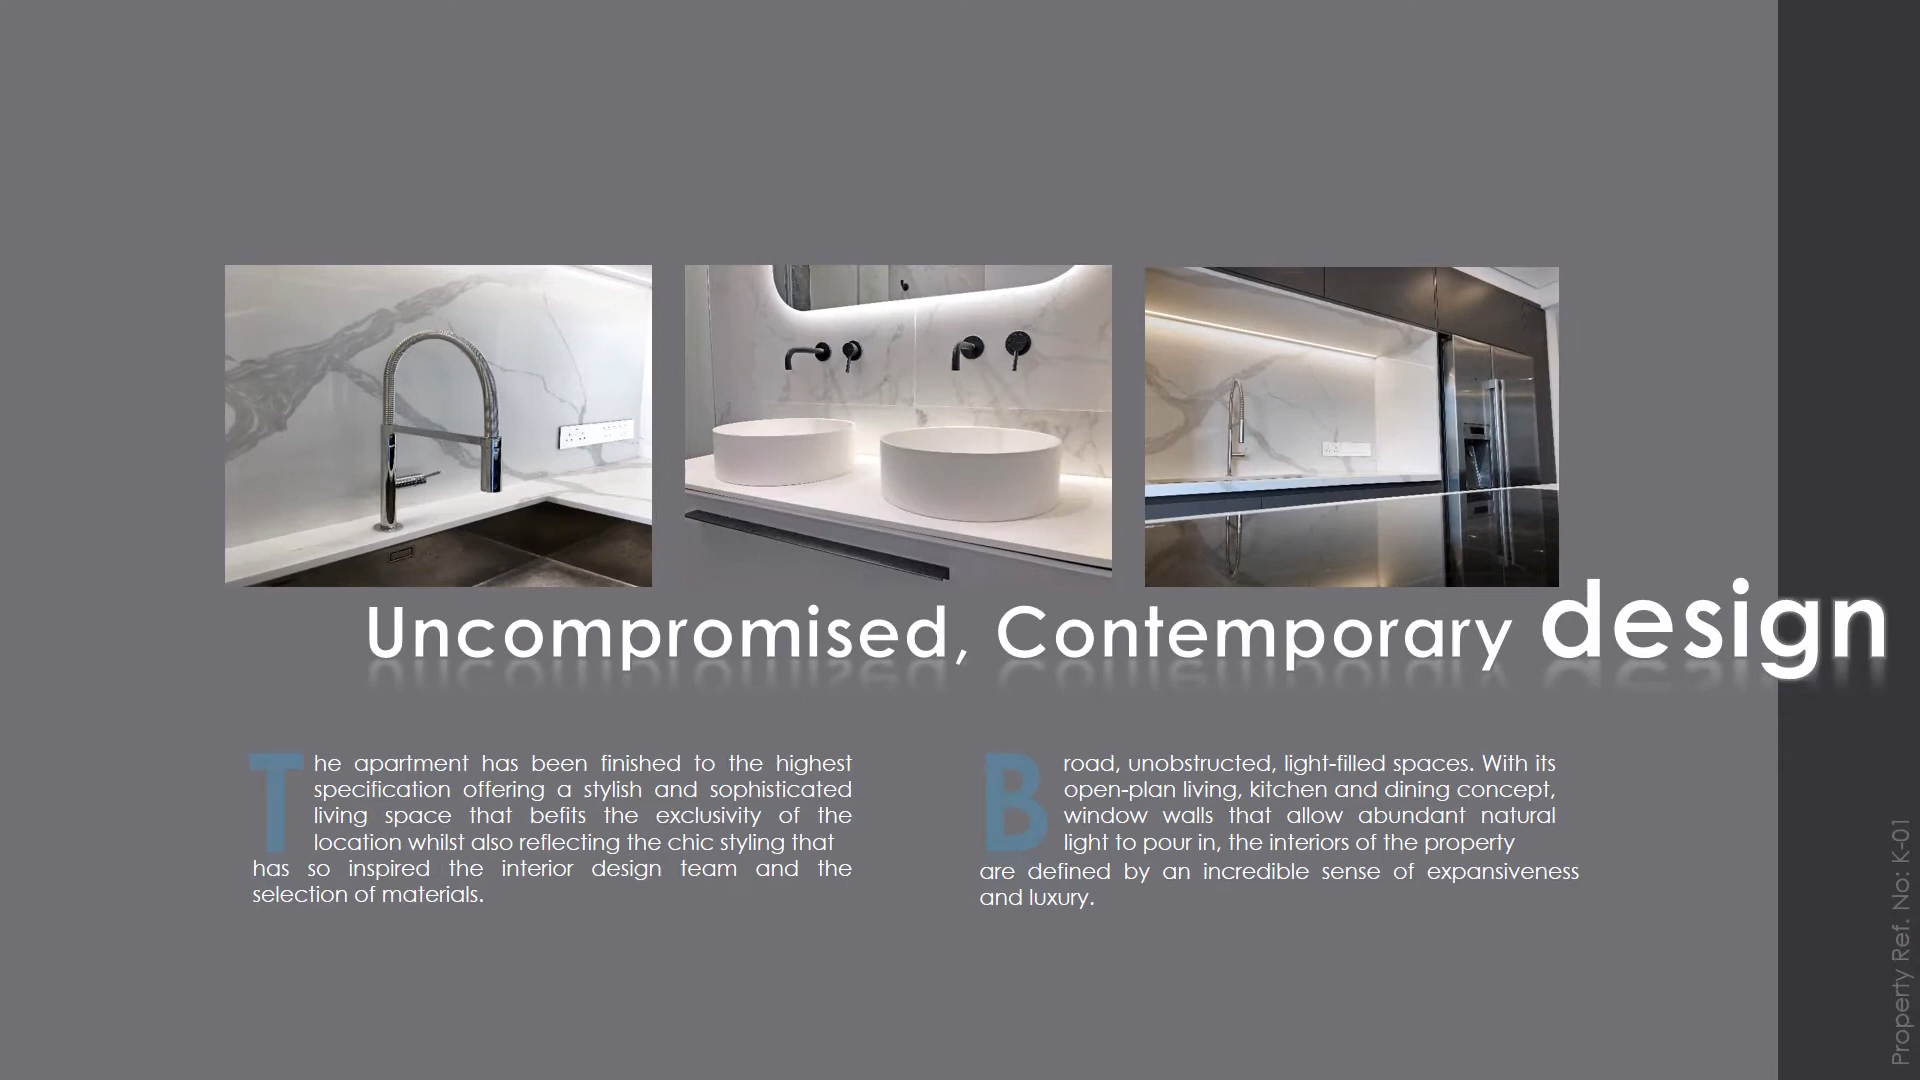 Uncompromised, Contemporary design
The apartment has been finished to the highest
specification offering a stylish and sophisticated
living space that befits the exclusivity of the
location whilst also reflecting the chic styling that
has so inspired the interior design team and the
selection of materials.
Broad, unobstructed, light-filled spaces. With its
open-plan living, kitchen and dining concept,
window walls that allow abundant natural
light to pour in, the interiors of the property
are defined by an incredible sense of expansiveness
and luxury.
Property Ref. No: K-01